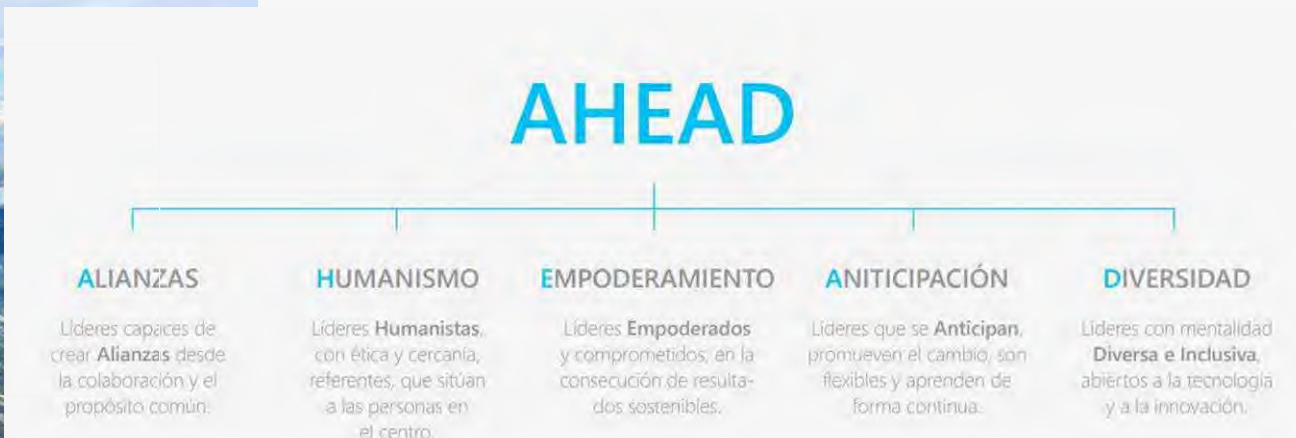 AHEAD
ALIANZAS
Líderes capaces de
crear Alianzas desde
la colaboración y el
propósito común.
HUMANISMO
Líderes Humanistas,
con ética y cercanía,
referentes, que sitúan
a las personas en
el centro.
EMPODERAMIENTO
Líderes Empoderados
y comprometidos, en la
consecución de resulta-
dos sostenibles.
ANITICIPACIÓN
Líderes que se Anticipan,
promueven el cambio, son
flexibles y aprenden de
forma continua.
DIVERSIDAD
Líderes con mentalidad
Diversa e Inclusiva,
abiertos a la tecnología
y a la innovación.